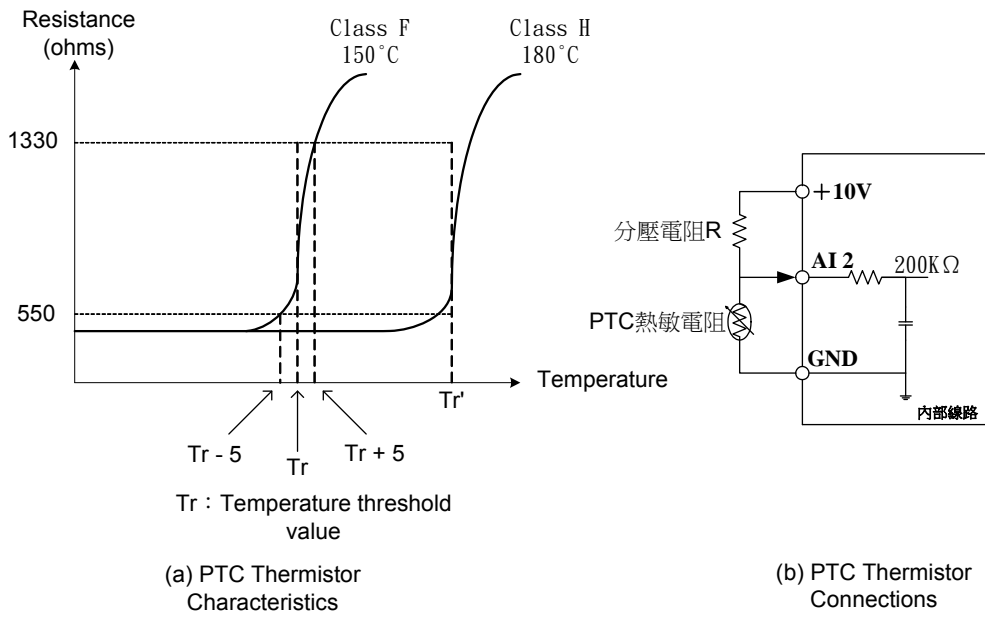 Resistance
(ohms)
Class F
150°C
Class H
180°C
1330
550
Temperature
Tr'
Tr - 5
Tr
Tr + 5
Tr：Temperature threshold
value
(a) PTC Thermistor
Characteristics
＋10V
分壓電阻R
AI 2
200KΩ
PTC熱敏電阻
GND
內部線路
(b) PTC Thermistor
Connections